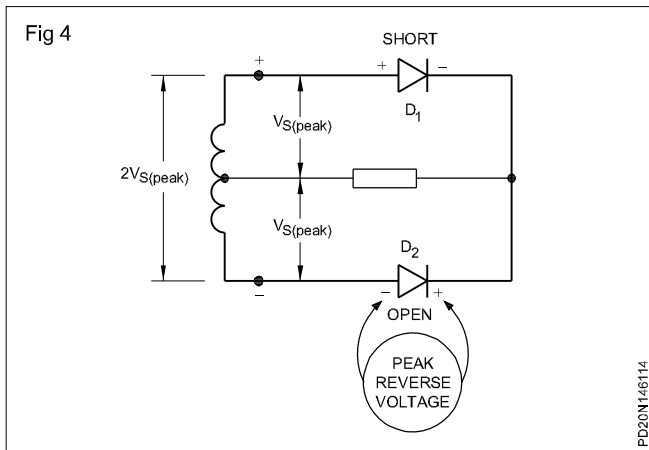 Fig 4
SHORT
+
+
–
D1
VS(peak)
2VS(peak)
VS(peak)
D2
–
–
+
OPEN
PEAK
REVERSE
VOLTAGE
PD20N146114